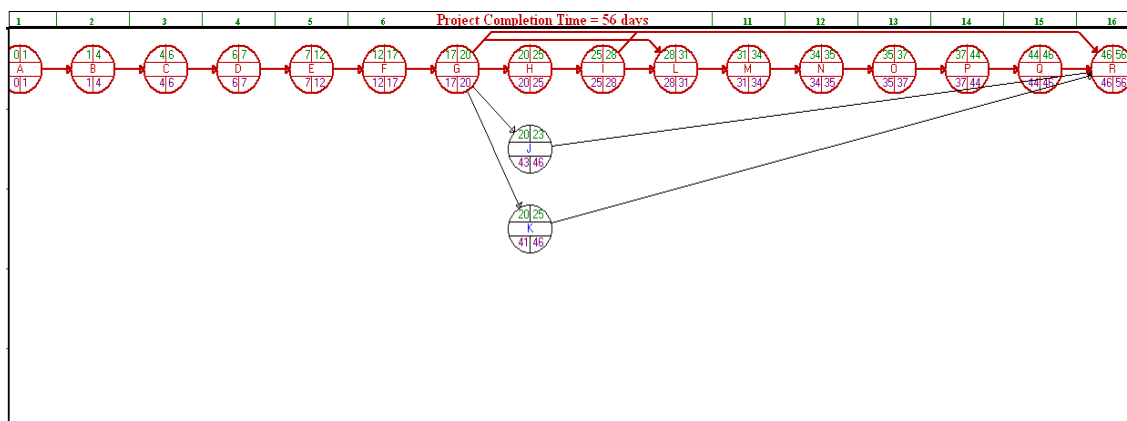 1 2 3 4 5 6 Project Completion Time = 56 days 11 12 13 14 15 16
0 1 1 4 4 6 6 7 7 12 12 17 17 20 20 25 25 28 28 31 31 34 34 35 35 37 37 44 44 46 46 56
A B C D E F G H I L M N O P Q R
0 1 1 4 4 6 6 7 7 12 12 17 17 20 20 25 25 28 28 31 31 34 34 35 35 37 37 44 44 46 46 56
20 23
J
43 46
20 25
K
41 46